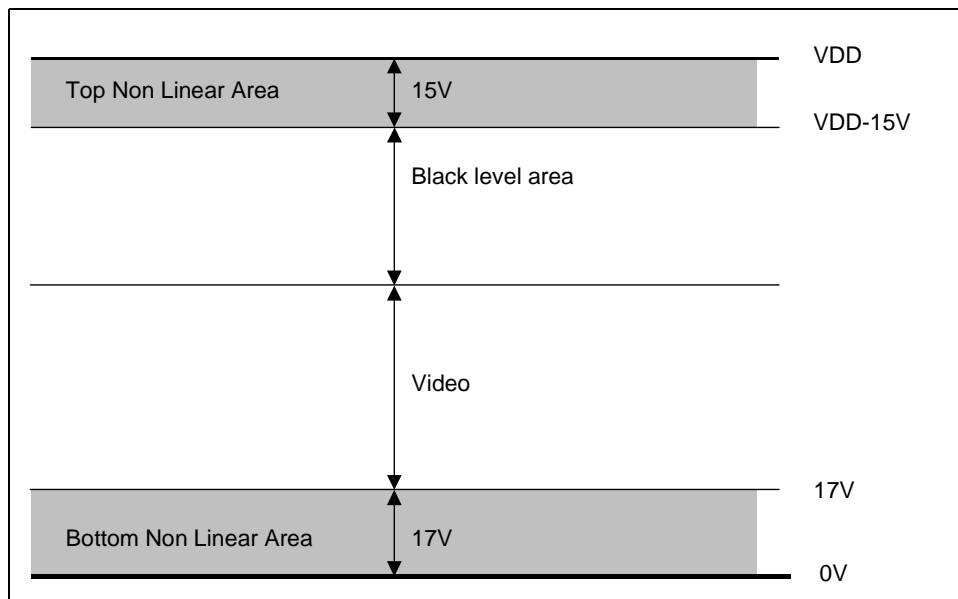 VDD
Top Non Linear Area 15V
VDD-15V
Black level area
Video
17V
Bottom Non Linear Area 17V
0V